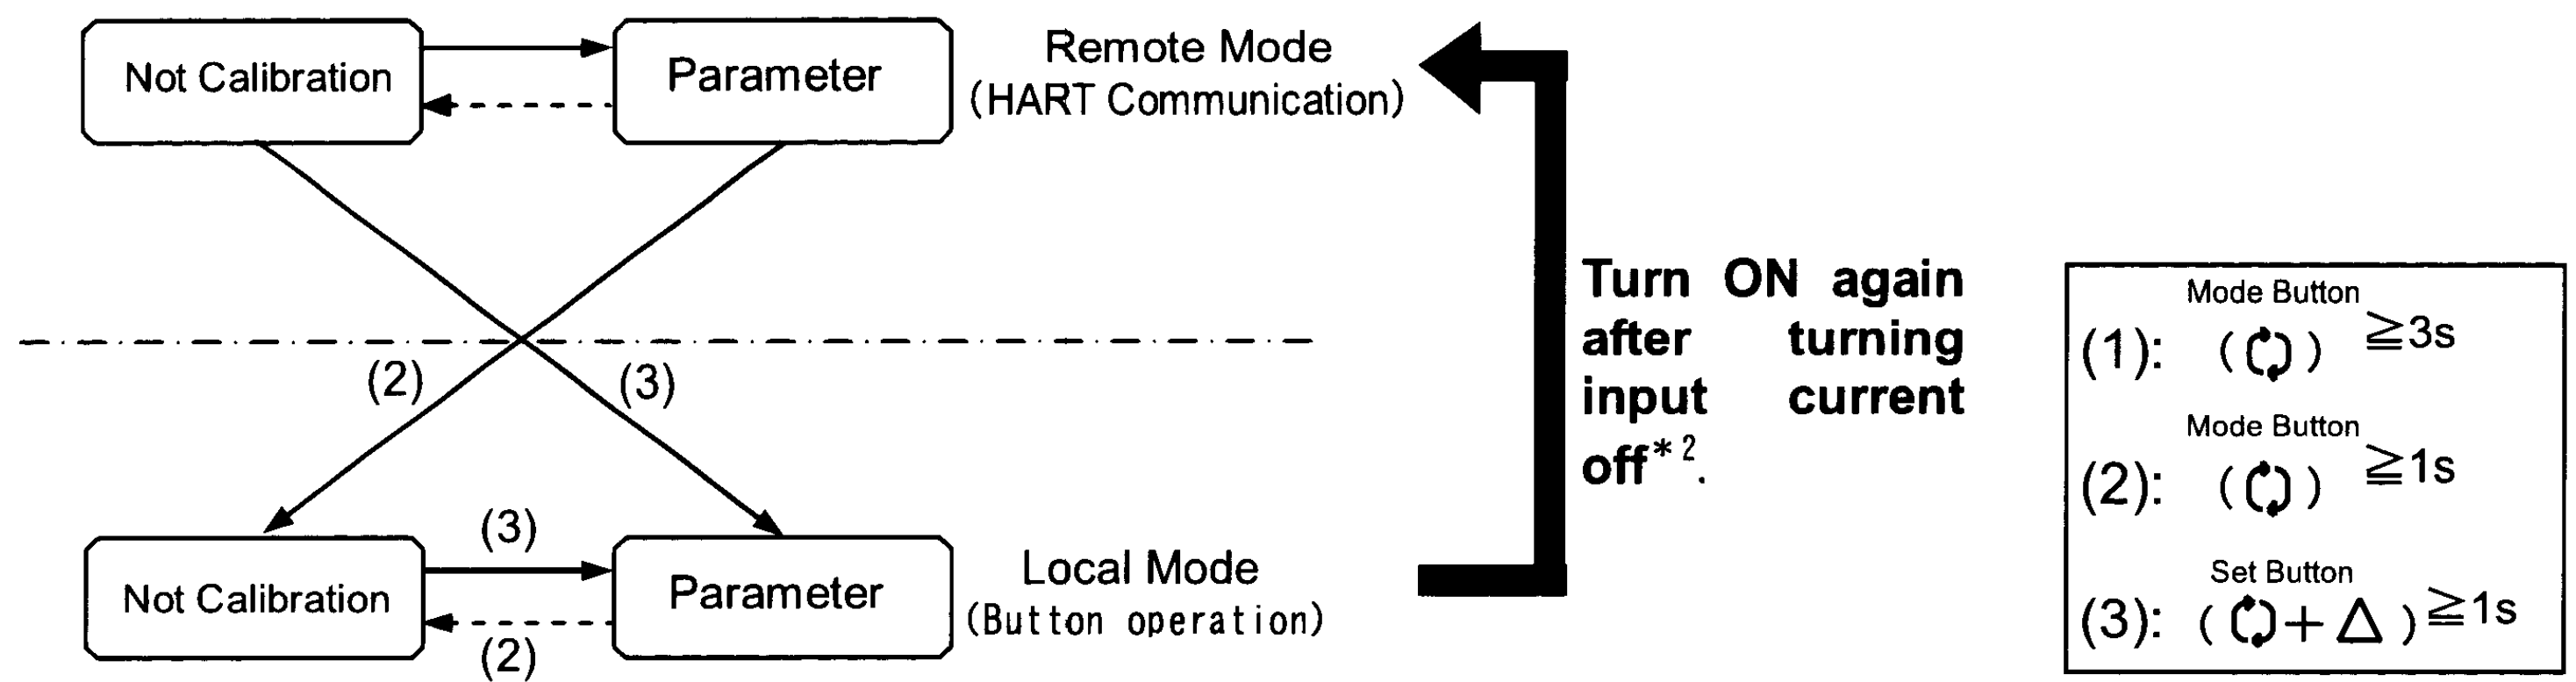 Not Calibration
Parameter
Remote Mode
(HART Communication)
(2)
(3)
Turn ON again
after turning
input current
off*2.
(3)
Not Calibration
Parameter
(2)
Local Mode
(Button operation)
Mode Button
(1): ( ) ≧3s
Mode Button
(2): ( ) ≧1s
Set Button
(3): ( + △ ) ≧1s